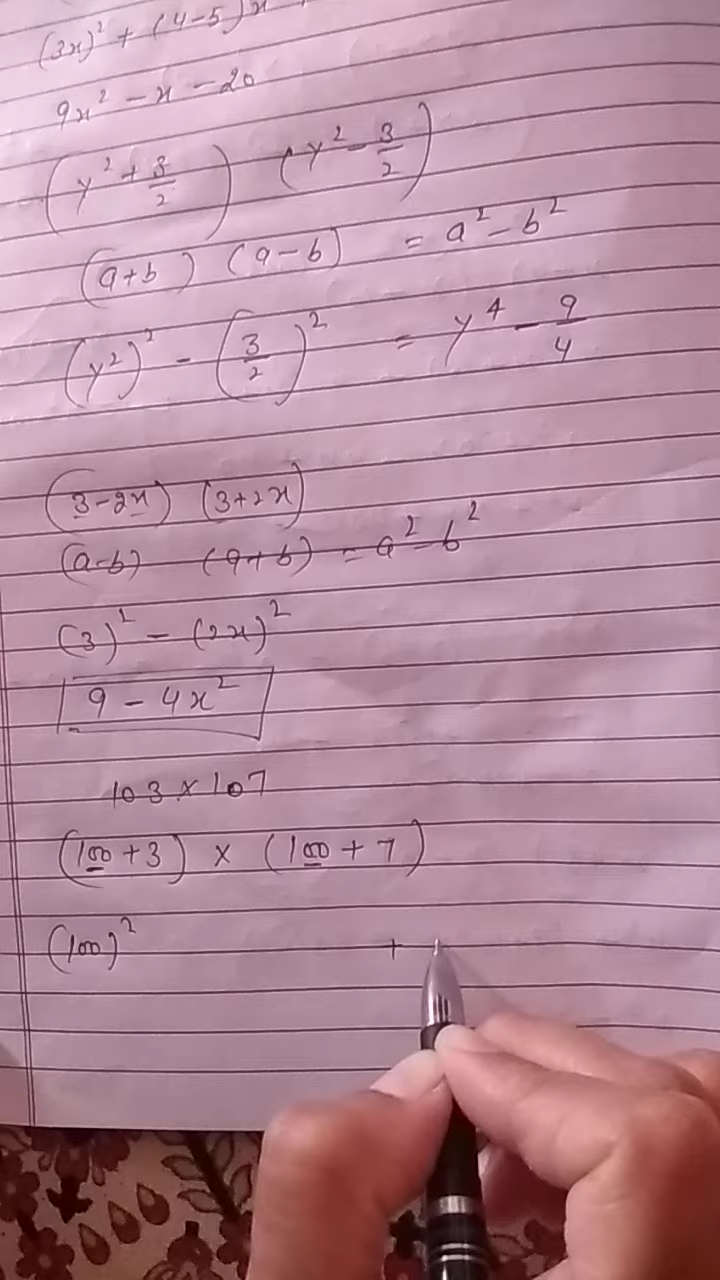 (3x)² + (4-5)x
9x² - x - 20
(y² + 3/2) (y² - 3/2)
(a+b) (a-b) = a² - b²
(y²)² - (3/2)² = y⁴ - 9/4
(3-2x) (3+2x)
(a-b) (a+b) = a² - b²
(3)² - (2x)²
9 - 4x²
103 × 107
(100 + 3) × (100 + 7)
(100)² +